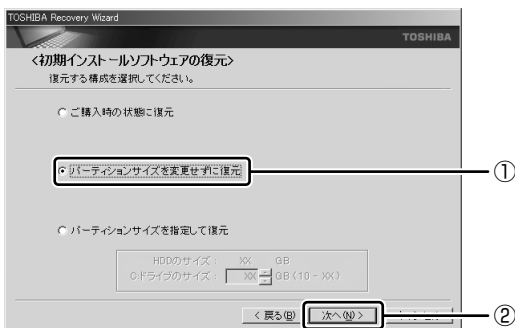 TOSHIBA Recovery Wizard
TOSHIBA
<初期インストールソフトウェアの復元>
復元する構成を選択してください。
ご購入時の状態に復元
パーティションサイズを変更せずに復元
①
パーティションサイズを指定して復元
HDDのサイズ： XX GB
C:ドライブのサイズ： XX GB (10 - XX)
< 戻る(B)
次へ(N) >
②